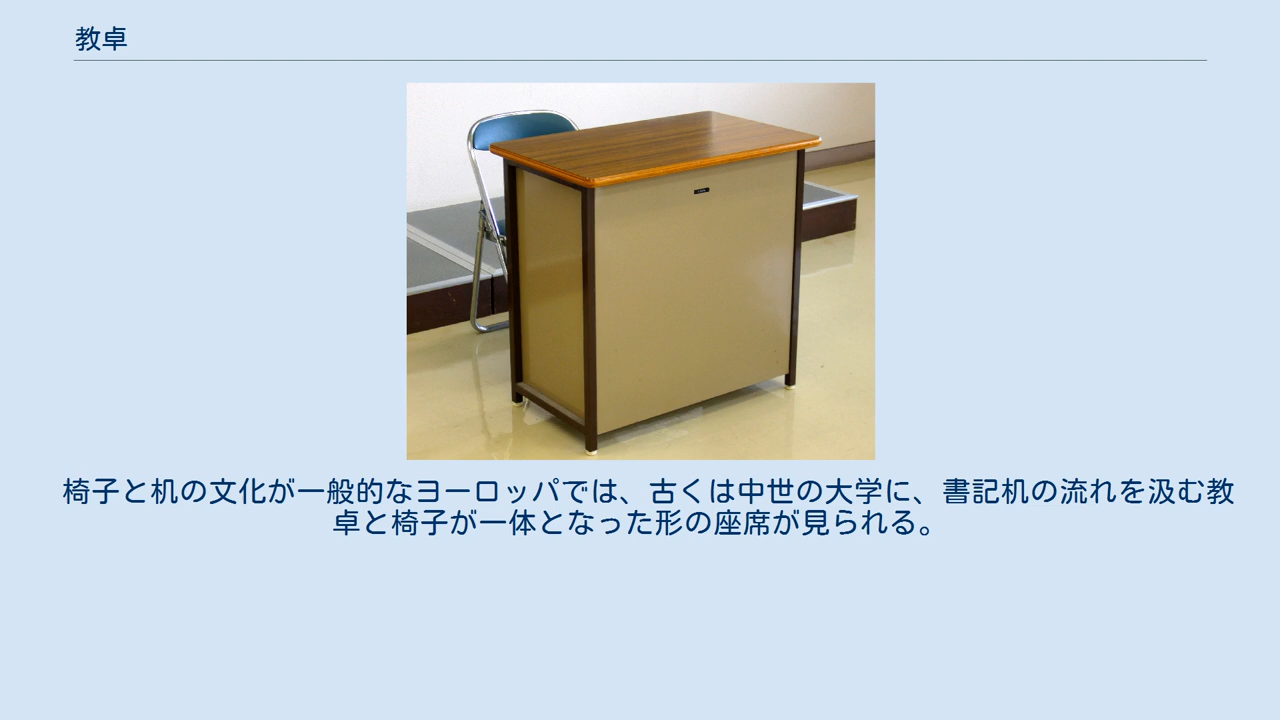 教卓
椅子と机の文化が一般的なヨーロッパでは、古くは中世の大学に、書記机の流れを汲む教
卓と椅子が一体となった形の座席が見られる。